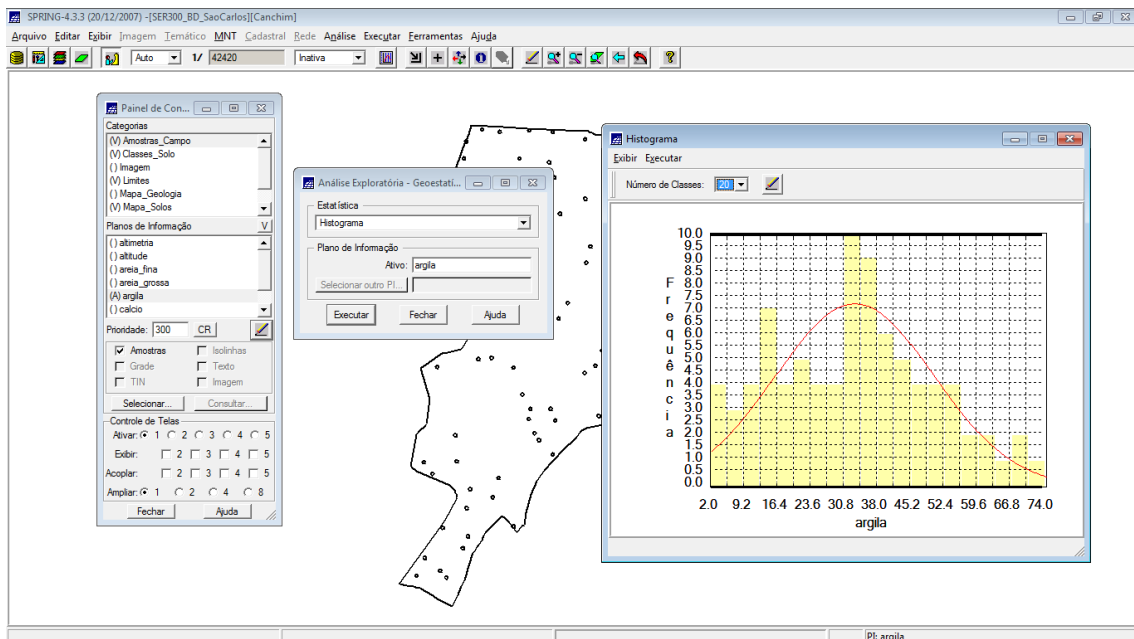 SPRING-4.3.3 (20/12/2007) -[SER300_BD_SaoCarlos][Canchim]
Arquivo Editar Exibir Imagem Temático MNT Cadastral Rede Análise Executar Ferramentas Ajuda
Auto 1/ 42420 Inativa
Painel de Con...
Categorias
(V) Amostras_Campo
(V) Classes_Solo
( ) Imagem
(V) Limites
( ) Mapa_Geologia
(V) Mapa_Solos
Planos de Informação V
( ) altimetria
( ) altitude
( ) areia_fina
( ) areia_grossa
(A) argila
( ) calcio
Prioridade: 300 CR
Amostras Isolinhas
Grade Texto
TIN Imagem
Selecionar... Consultar...
Controle de Telas
Ativar: 1 2 3 4 5
Exibir: 2 3 4 5
Acoplar: 2 3 4 5
Ampliar: 1 2 4 8
Fechar Ajuda
Análise Exploratória - Geoestatí...
Estatística
Histograma
Plano de Informação
Ativo: argila
Selecionar outro PI...
Executar Fechar Ajuda
Histograma
Exibir Executar
Número de Classes: 20
Frequência
10.0
9.5
9.0
8.5
8.0
7.5
7.0
6.5
6.0
5.5
5.0
4.5
4.0
3.5
3.0
2.5
2.0
1.5
1.0
0.5
0.0
2.0 9.2 16.4 23.6 30.8 38.0 45.2 52.4 59.6 66.8 74.0
argila
PI: argila